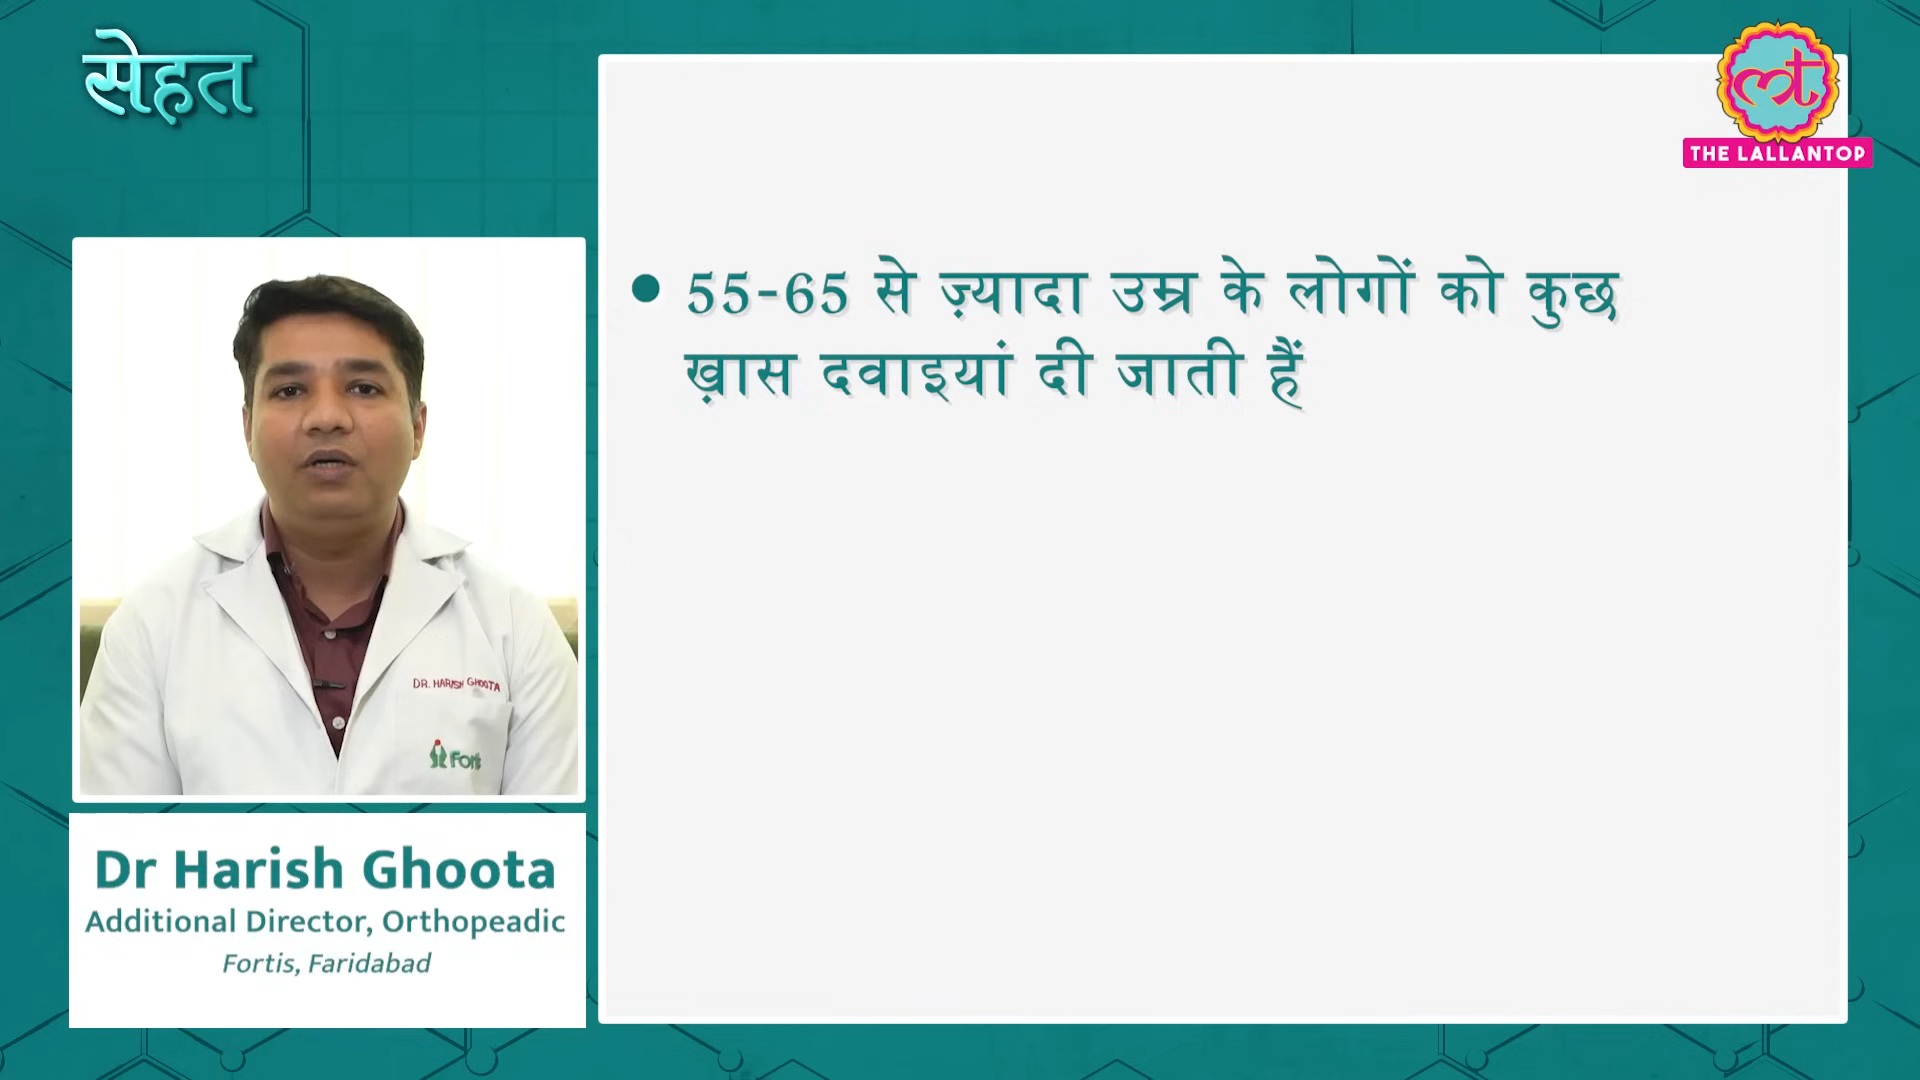 सेहत
THE LALLANTOP
• 55-65 से ज़्यादा उम्र के लोगों को कुछ
ख़ास दवाइयां दी जाती हैं
DR. HARISH GHOOTA
Dr Harish Ghoota
Additional Director, Orthopeadic
Fortis, Faridabad